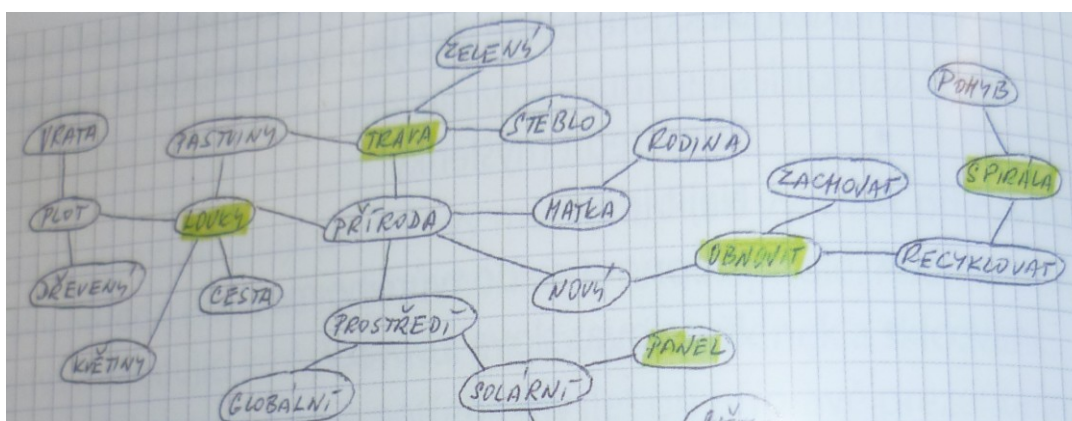 ZELENÝ
POHYB
VRATA
PASTVINY
TRÁVA
STÉBLO
RODINA
ZACHOVAT
SPIRÁLA
PLOT
LOUKY
PŘÍRODA
MATKA
OBNOVIT
RECYKLOVAT
DŘEVENÝ
CESTA
NOVÝ
PROSTŘEDÍ
KVĚTINY
PANEL
GLOBÁLNÍ
SOLÁRNÍ